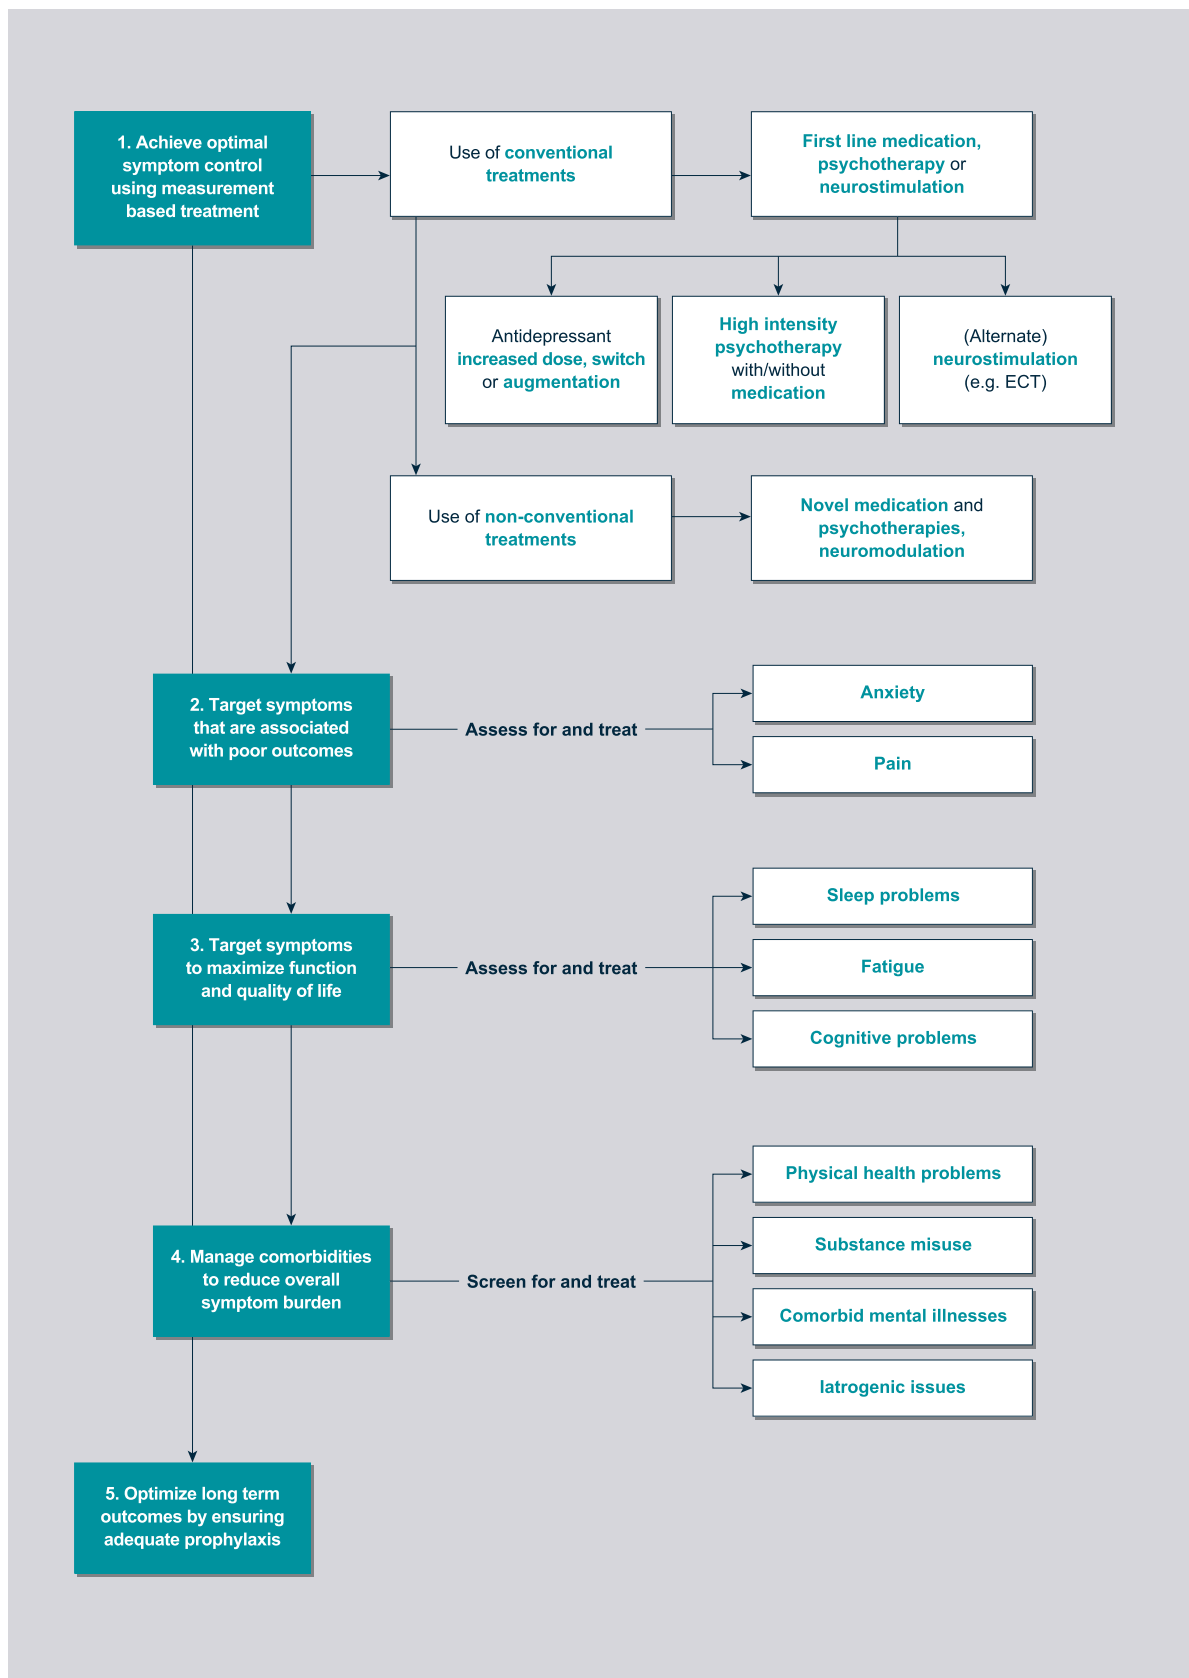 1. Achieve optimal
symptom control
using measurement
based treatment
Use of conventional
treatments
First line medication,
psychotherapy or
neurostimulation
Antidepressant
increased dose, switch
or augmentation
High intensity
psychotherapy
with/without
medication
(Alternate)
neurostimulation
(e.g. ECT)
Use of non-conventional
treatments
Novel medication and
psychotherapies,
neuromodulation
2. Target symptoms
that are associated
with poor outcomes
Assess for and treat
Anxiety
Pain
3. Target symptoms
to maximize function
and quality of life
Assess for and treat
Sleep problems
Fatigue
Cognitive problems
4. Manage comorbidities
to reduce overall
symptom burden
Screen for and treat
Physical health problems
Substance misuse
Comorbid mental illnesses
Iatrogenic issues
5. Optimize long term
outcomes by ensuring
adequate prophylaxis